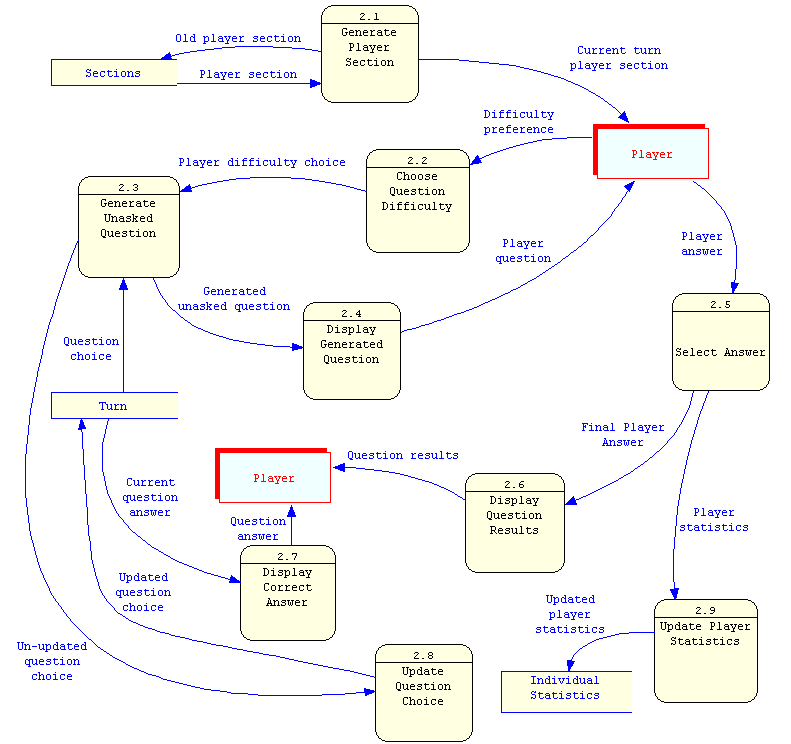 2.1
Generate
Player
Section
Old player section
Sections
Player section
Current turn
player section
Difficulty
preference
Player
2.2
Choose
Question
Difficulty
Player difficulty choice
2.3
Generate
Unasked
Question
Player
question
Player
answer
Generated
unasked question
2.4
Display
Generated
Question
2.5
Select Answer
Question
choice
Turn
Final Player
Answer
Question results
Player
Current
question
answer
2.6
Display
Question
Results
Player
statistics
Question
answer
2.7
Display
Correct
Answer
Updated
question
choice
Updated
player
statistics
2.9
Update Player
Statistics
Un-updated
question
choice
2.8
Update
Question
Choice
Individual
Statistics